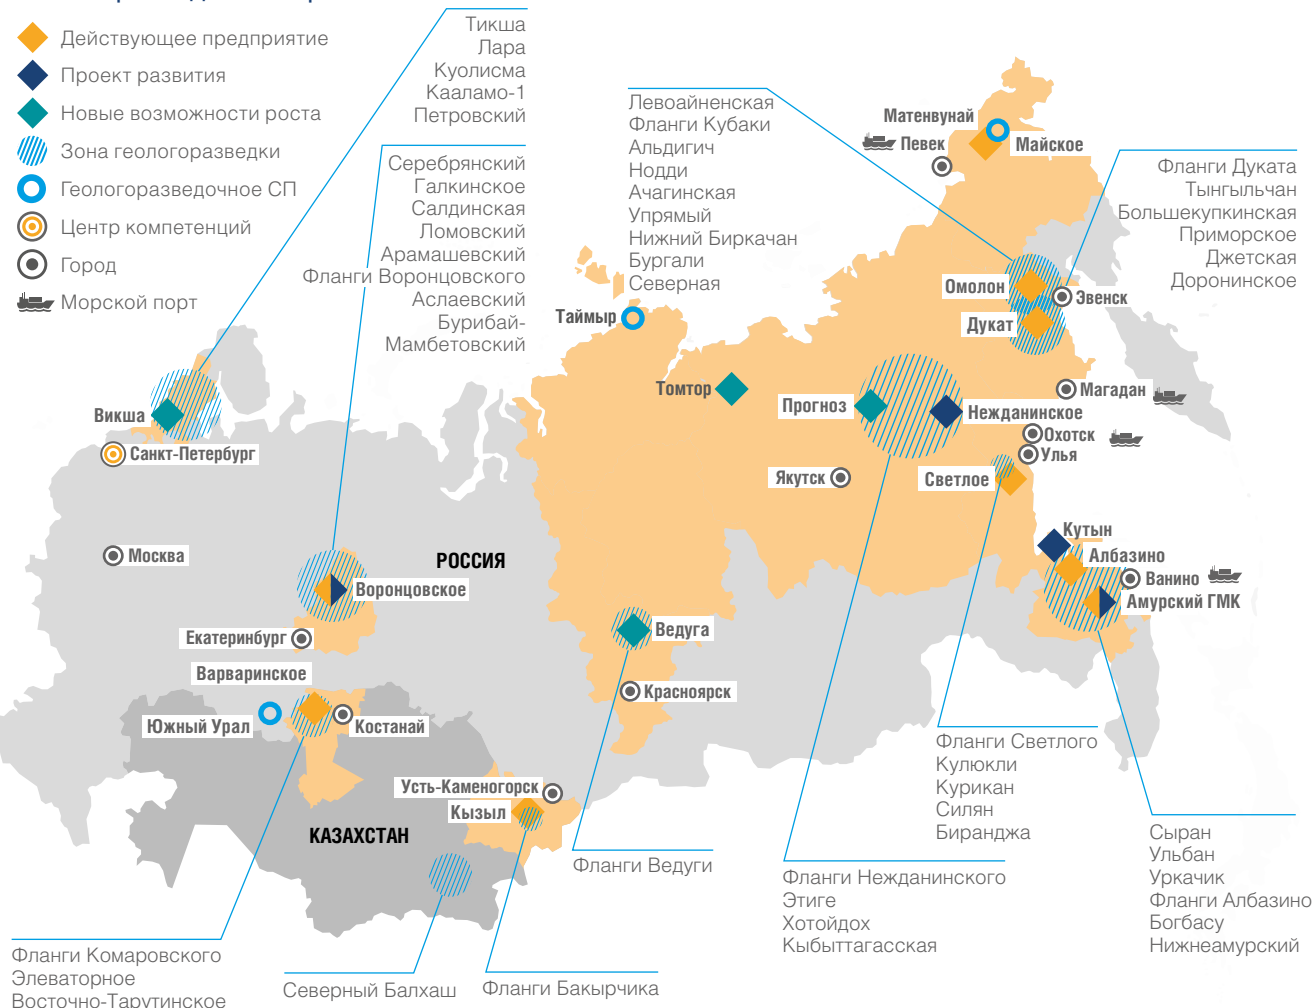 Действующее предприятие
Проект развития
Новые возможности роста
Зона геологоразведки
Геологоразведочное СП
Центр компетенций
Город
Морской порт
Тикша
Лара
Куолисма
Кааламо-1
Петровский
Серебрянский
Галкинское
Салдинская
Ломовский
Арамашевский
Фланги Воронцовского
Аслаевский
Бурибай-
Мамбетовский
Левоайненская
Фланги Кубаки
Альдигич
Нодди
Ачагинская
Упрямый
Нижний Биркачан
Бургали
Северная
Матенвунай
Певек
Майское
Фланги Дуката
Тынгыльчан
Большекупкинская
Приморское
Джетская
Доронинское
Омолон
Эвенск
Дукат
Таймыр
Томтор
Прогноз
Нежданинское
Магадан
Охотск
Улья
Якутск
Светлое
Викша
Санкт-Петербург
Москва
РОССИЯ
Воронцовское
Екатеринбург
Варваринское
Южный Урал
Костанай
Ведуга
Красноярск
Кутын
Албазино
Ванино
Амурский ГМК
Усть-Каменогорск
Кызыл
КАЗАХСТАН
Фланги Светлого
Кулюкли
Курикан
Силян
Биранджа
Сыран
Ульбан
Уркачик
Фланги Албазино
Богбасу
Нижнеамурский
Фланги Ведуги
Фланги Нежданинского
Этиге
Хотойдох
Кыбыттагасская
Фланги Комаровского
Элеваторное
Восточно-Тарутинское
Северный Балхаш
Фланги Бакырчика